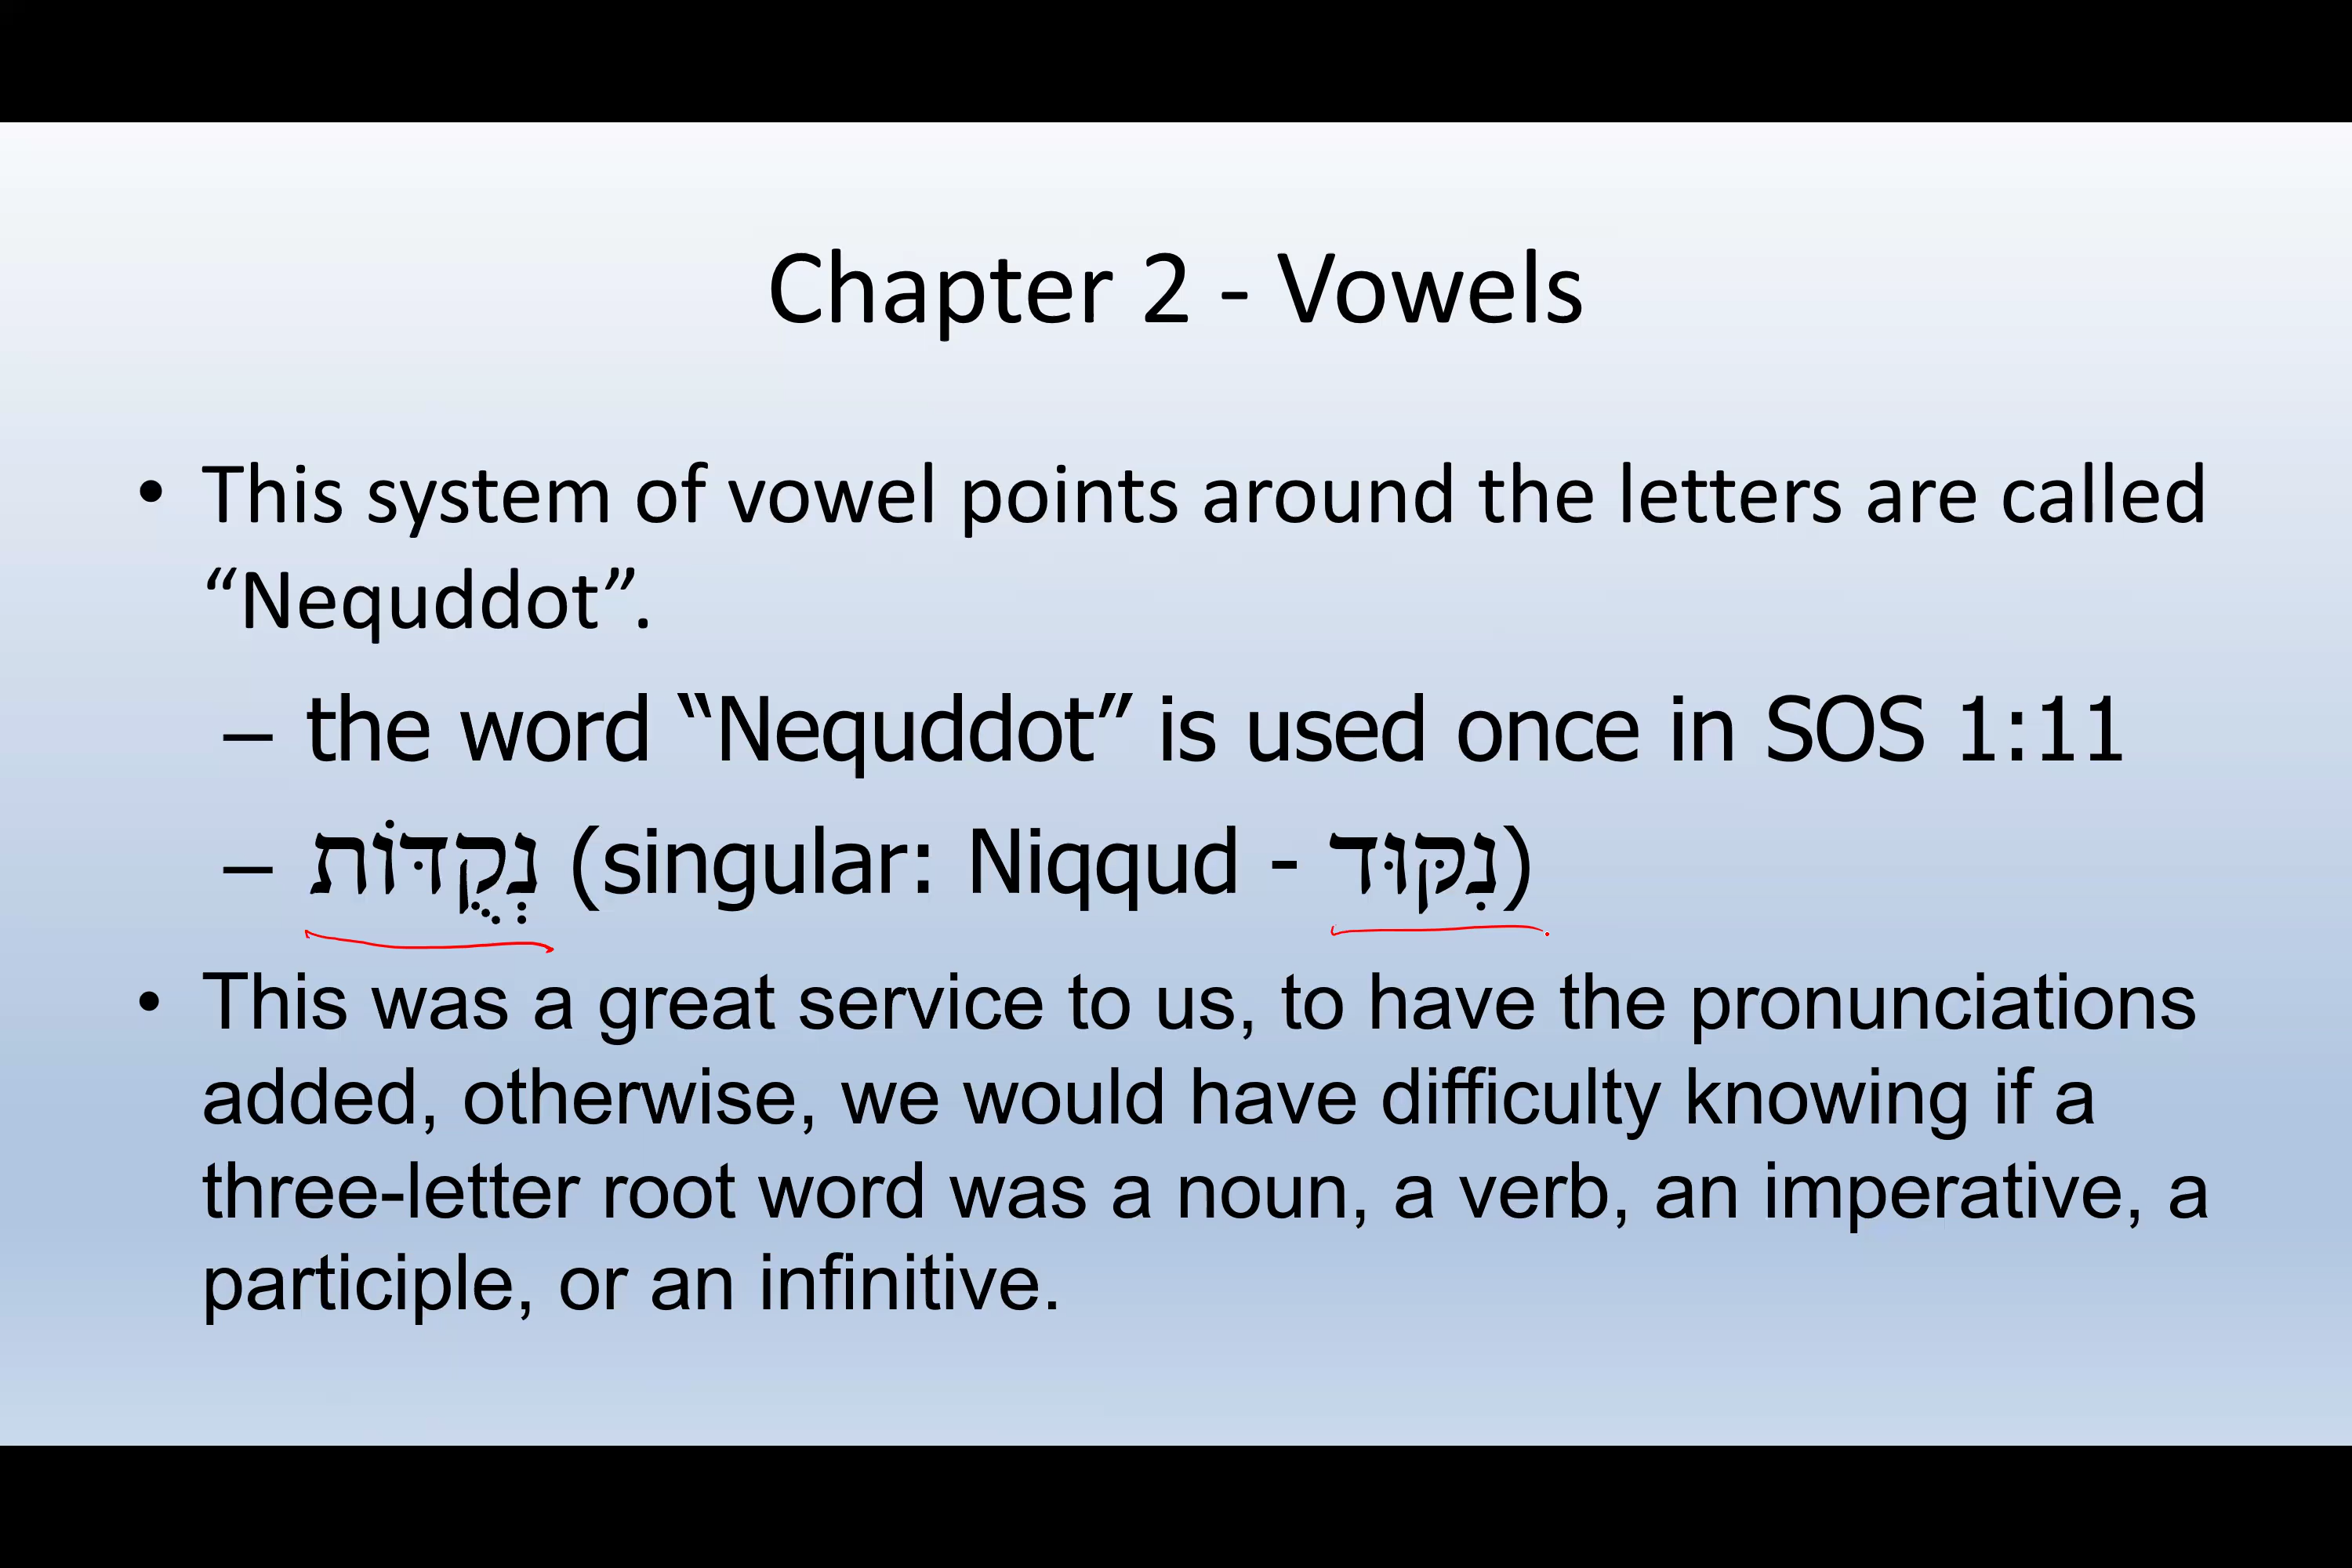 Chapter 2 - Vowels
• This system of vowel points around the letters are called
“Nequddot”.
– the word “Nequddot” is used once in SOS 1:11
– נְקֻדּוֹת (singular: Niqqud - נִקּוּד)
• This was a great service to us, to have the pronunciations
added, otherwise, we would have difficulty knowing if a
three-letter root word was a noun, a verb, an imperative, a
participle, or an infinitive.